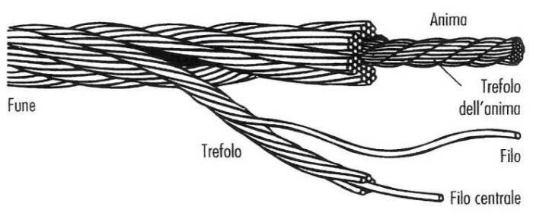 Anima
Trefolo
dell'anima
Fune
Trefolo
Filo
Filo centrale